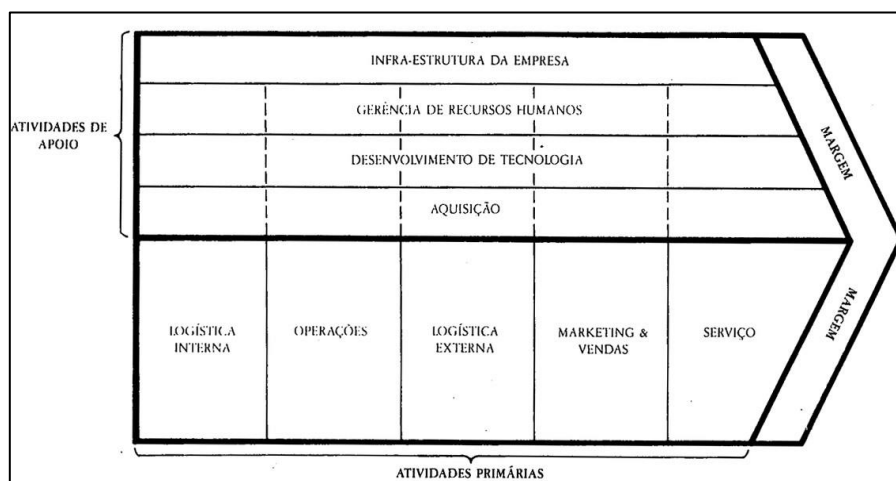 INFRA-ESTRUTURA DA EMPRESA
GERÊNCIA DE RECURSOS HUMANOS
ATIVIDADES DE
APOIO
DESENVOLVIMENTO DE TECNOLOGIA
AQUISIÇÃO
MARGEM
LOGÍSTICA
INTERNA
OPERAÇÕES
LOGÍSTICA
EXTERNA
MARKETING &
VENDAS
SERVIÇO
MARGEM
ATIVIDADES PRIMÁRIAS